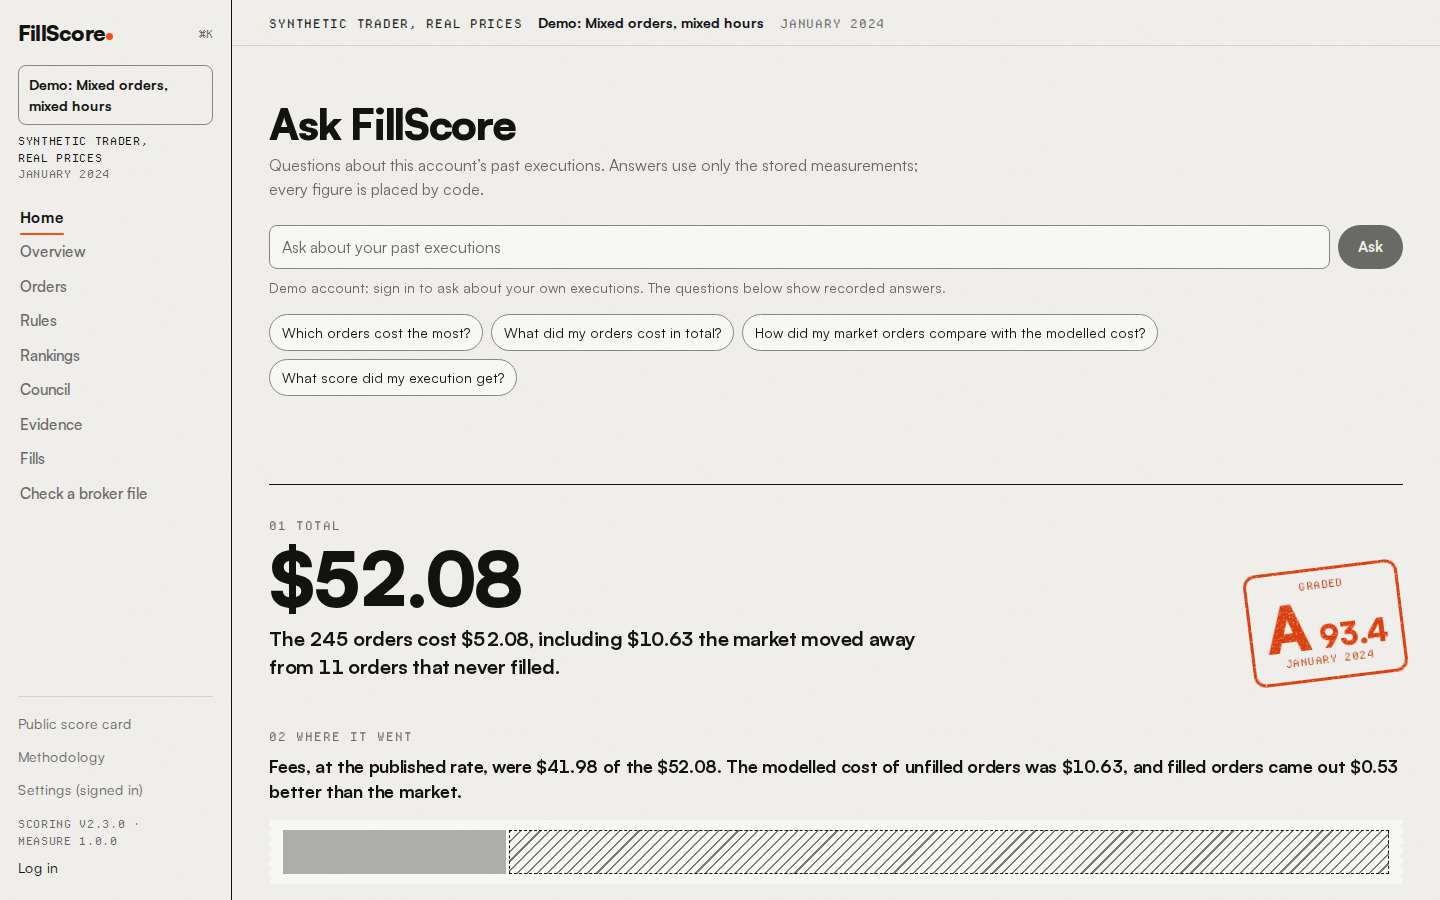 FillScore.
⌘K
Demo: Mixed orders,
mixed hours
SYNTHETIC TRADER,
REAL PRICES
JANUARY 2024
Home
Overview
Orders
Rules
Rankings
Council
Evidence
Fills
Check a broker file
Public score card
Methodology
Settings (signed in)
SCORING V2.3.0 ·
MEASURE 1.0.0
Log in
SYNTHETIC TRADER, REAL PRICES Demo: Mixed orders, mixed hours JANUARY 2024
Ask FillScore
Questions about this account’s past executions. Answers use only the stored measurements;
every figure is placed by code.
Ask about your past executions
Ask
Demo account: sign in to ask about your own executions. The questions below show recorded answers.
Which orders cost the most?
What did my orders cost in total?
How did my market orders compare with the modelled cost?
What score did my execution get?
01 TOTAL
$52.08
The 245 orders cost $52.08, including $10.63 the market moved away
from 11 orders that never filled.
GRADED
A 93.4
JANUARY 2024
02 WHERE IT WENT
Fees, at the published rate, were $41.98 of the $52.08. The modelled cost of unfilled orders was $10.63, and filled orders came out $0.53
better than the market.